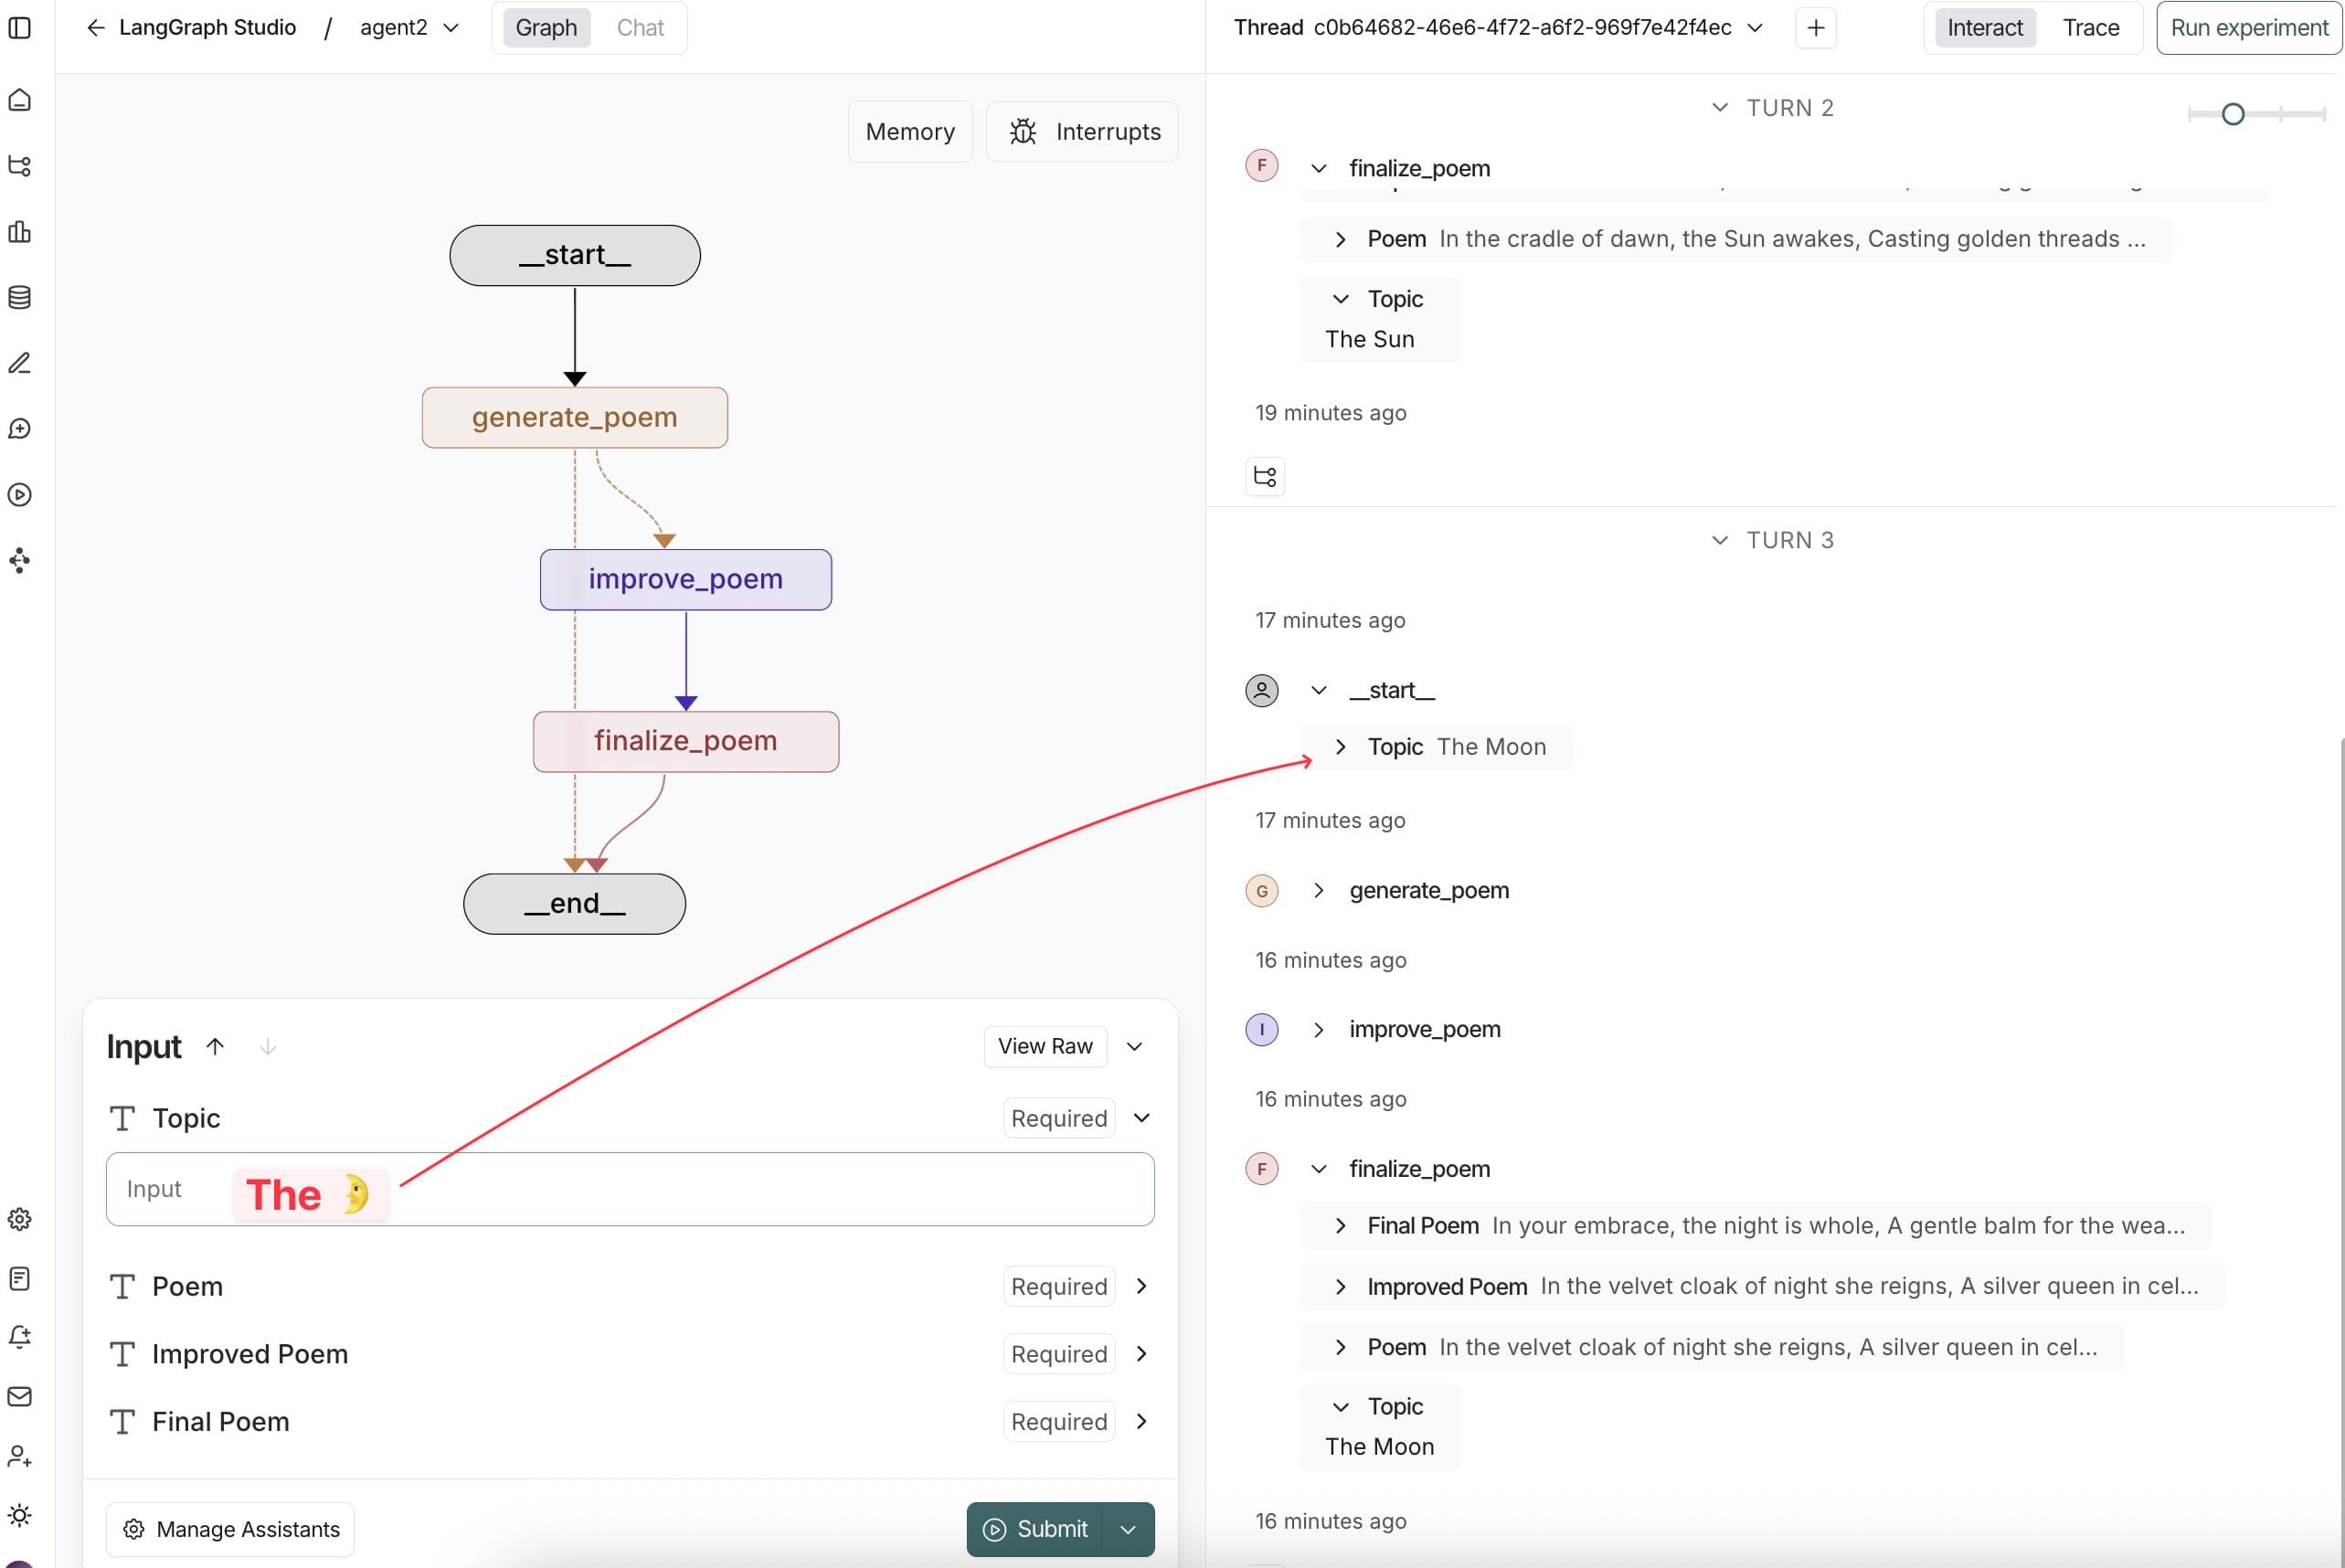 LangGraph Studio / agent2 Graph Chat
Memory Interrupts
__start__
generate_poem
improve_poem
finalize_poem
__end__
Input View Raw
Topic Required
Input The 🌛
Poem Required
Improved Poem Required
Final Poem Required
Manage Assistants Submit
Thread c0b64682-46e6-4f72-a6f2-969f7e42f4ec + Interact Trace Run experiment
TURN 2
F finalize_poem
Poem In the cradle of dawn, the Sun awakes, Casting golden threads ...
Topic
The Sun
19 minutes ago
TURN 3
17 minutes ago
__start__
Topic The Moon
17 minutes ago
G generate_poem
16 minutes ago
I improve_poem
16 minutes ago
F finalize_poem
Final Poem In your embrace, the night is whole, A gentle balm for the wea...
Improved Poem In the velvet cloak of night she reigns, A silver queen in cel...
Poem In the velvet cloak of night she reigns, A silver queen in cel...
Topic
The Moon
16 minutes ago